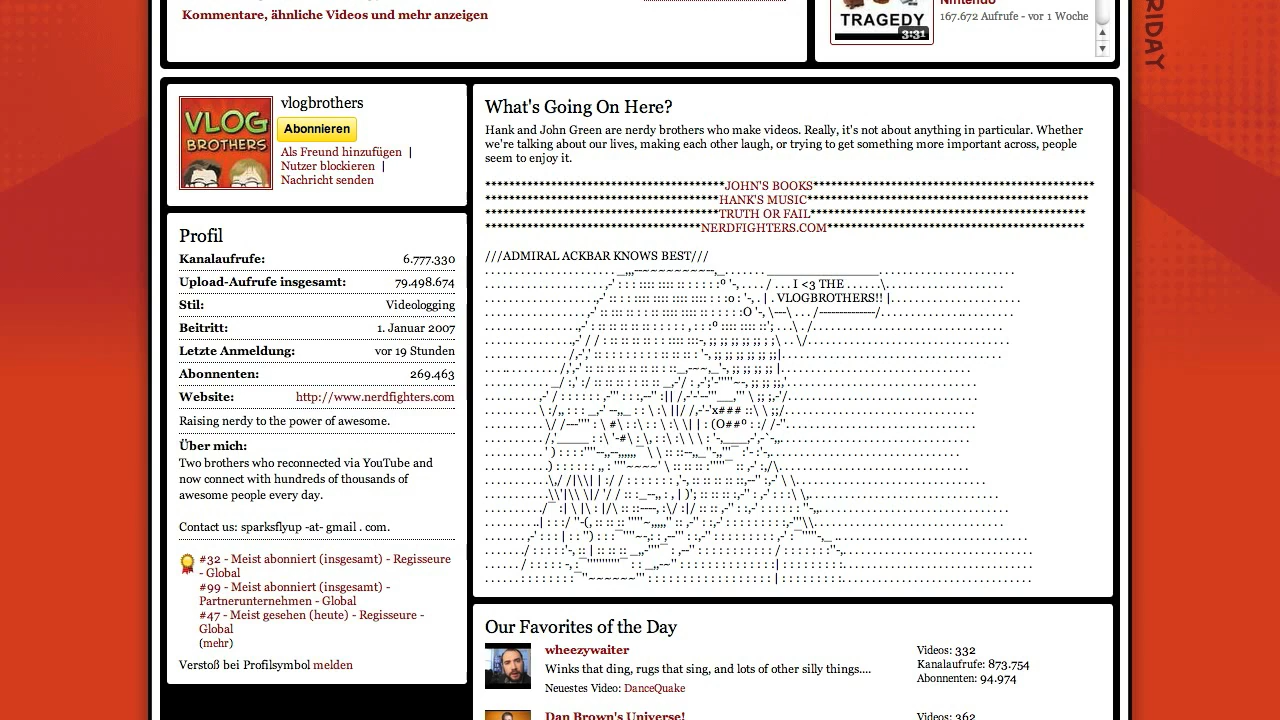 Kommentare, ähnliche Videos und mehr anzeigen
TRAGEDY
3:31
Nintendo
167.672 Aufrufe - vor 1 Woche
RIDAY
VLOG
BROTHERS
vlogbrothers
Abonnieren
Als Freund hinzufügen |
Nutzer blockieren |
Nachricht senden
Profil
Kanalaufrufe: 6.777.330
Upload-Aufrufe insgesamt: 79.498.674
Stil: Videologging
Beitritt: 1. Januar 2007
Letzte Anmeldung: vor 19 Stunden
Abonnenten: 269.463
Website: http://www.nerdfighters.com
Raising nerdy to the power of awesome.
Über mich:
Two brothers who reconnected via YouTube and
now connect with hundreds of thousands of
awesome people every day.
Contact us: sparksflyup -at- gmail . com.
#32 - Meist abonniert (insgesamt) - Regisseure
- Global
#99 - Meist abonniert (insgesamt) -
Partnerunternehmen - Global
#47 - Meist gesehen (heute) - Regisseure -
Global
(mehr)
Verstoß bei Profilsymbol melden
What's Going On Here?
Hank and John Green are nerdy brothers who make videos. Really, it's not about anything in particular. Whether
we're talking about our lives, making each other laugh, or trying to get something more important across, people
seem to enjoy it.
JOHN'S BOOKS
HANK'S MUSIC
TRUTH OR FAIL
NERDFIGHTERS.COM
///ADMIRAL ACKBAR KNOWS BEST///
I <3 THE
VLOGBROTHERS!!
Our Favorites of the Day
wheezywaiter
Winks that ding, rugs that sing, and lots of other silly things....
Neuestes Video: DanceQuake
Videos: 332
Kanalaufrufe: 873.754
Abonnenten: 94.974
Dan Brown's Universe!
Videos: 362